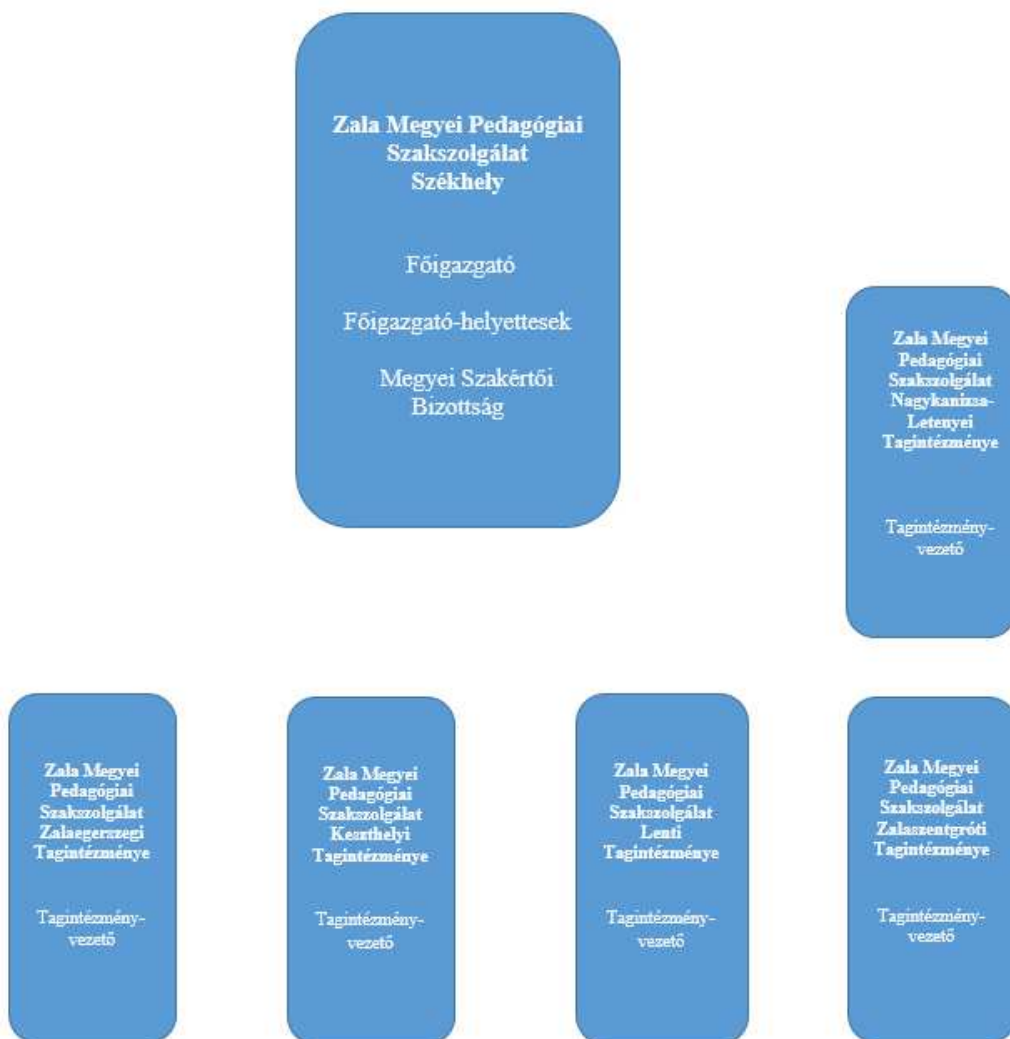 Zala Megyei Pedagógiai
Szakszolgálat
Székhely
Főigazgató
Főigazgató-helyettesek
Megyei Szakértői
Bizottság
Zala Megyei
Pedagógiai
Szakszolgálat
Nagykanizsa-
Letenyei
Tagintézménye
Tagintézmény-
vezető
Zala Megyei
Pedagógiai
Szakszolgálat
Zalaegerszegi
Tagintézménye
Tagintézmény-
vezető
Zala Megyei
Pedagógiai
Szakszolgálat
Keszthelyi
Tagintézménye
Tagintézmény-
vezető
Zala Megyei
Pedagógiai
Szakszolgálat
Lenti
Tagintézménye
Tagintézmény-
vezető
Zala Megyei
Pedagógiai
Szakszolgálat
Zalaszentgróti
Tagintézménye
Tagintézmény-
vezető